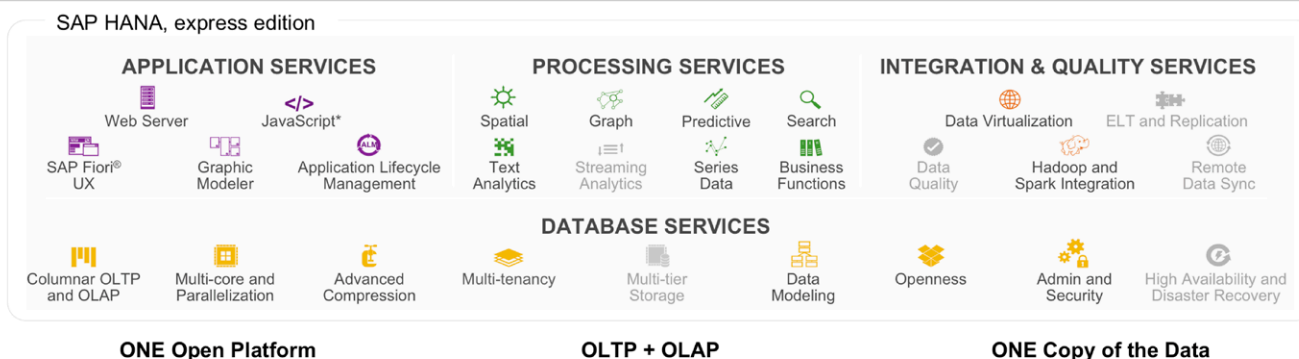 SAP HANA, express edition
APPLICATION SERVICES
Web Server
</>
JavaScript*
SAP Fiori®
UX
Graphic
Modeler
ALM
Application Lifecycle
Management
PROCESSING SERVICES
Spatial
Graph
Predictive
Search
Text
Analytics
Streaming
Analytics
Series
Data
Business
Functions
INTEGRATION & QUALITY SERVICES
Data Virtualization
ELT and Replication
Data
Quality
Hadoop and
Spark Integration
Remote
Data Sync
DATABASE SERVICES
Columnar OLTP
and OLAP
Multi-core and
Parallelization
Advanced
Compression
Multi-tenancy
Multi-tier
Storage
Data
Modeling
Openness
Admin and
Security
High Availability and
Disaster Recovery
ONE Open Platform
OLTP + OLAP
ONE Copy of the Data